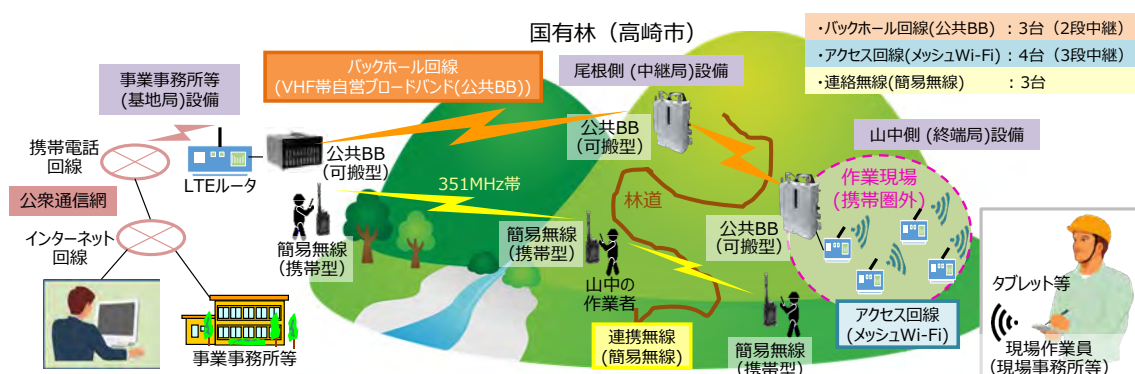 国有林（高崎市）
・バックホール回線(公共BB) ：3台（2段中継）
・アクセス回線(メッシュWi-Fi)：4台（3段中継）
・連絡無線(簡易無線) ：3台
バックホール回線
(VHF帯自営ブロードバンド(公共BB))
尾根側 (中継局)設備
事業事務所等
(基地局)設備
山中側 (終端局)設備
携帯電話
回線
LTEルータ
公共BB
(可搬型)
公共BB
(可搬型)
作業現場
(携帯圏外)
351MHz帯
林道
公衆通信網
インターネット
回線
簡易無線
(携帯型)
簡易無線
(携帯型)
公共BB
(可搬型)
山中の
作業者
タブレット等
アクセス回線
(メッシュWi-Fi)
連携無線
(簡易無線)
事業事務所等
簡易無線
(携帯型)
現場作業員
(現場事務所等)